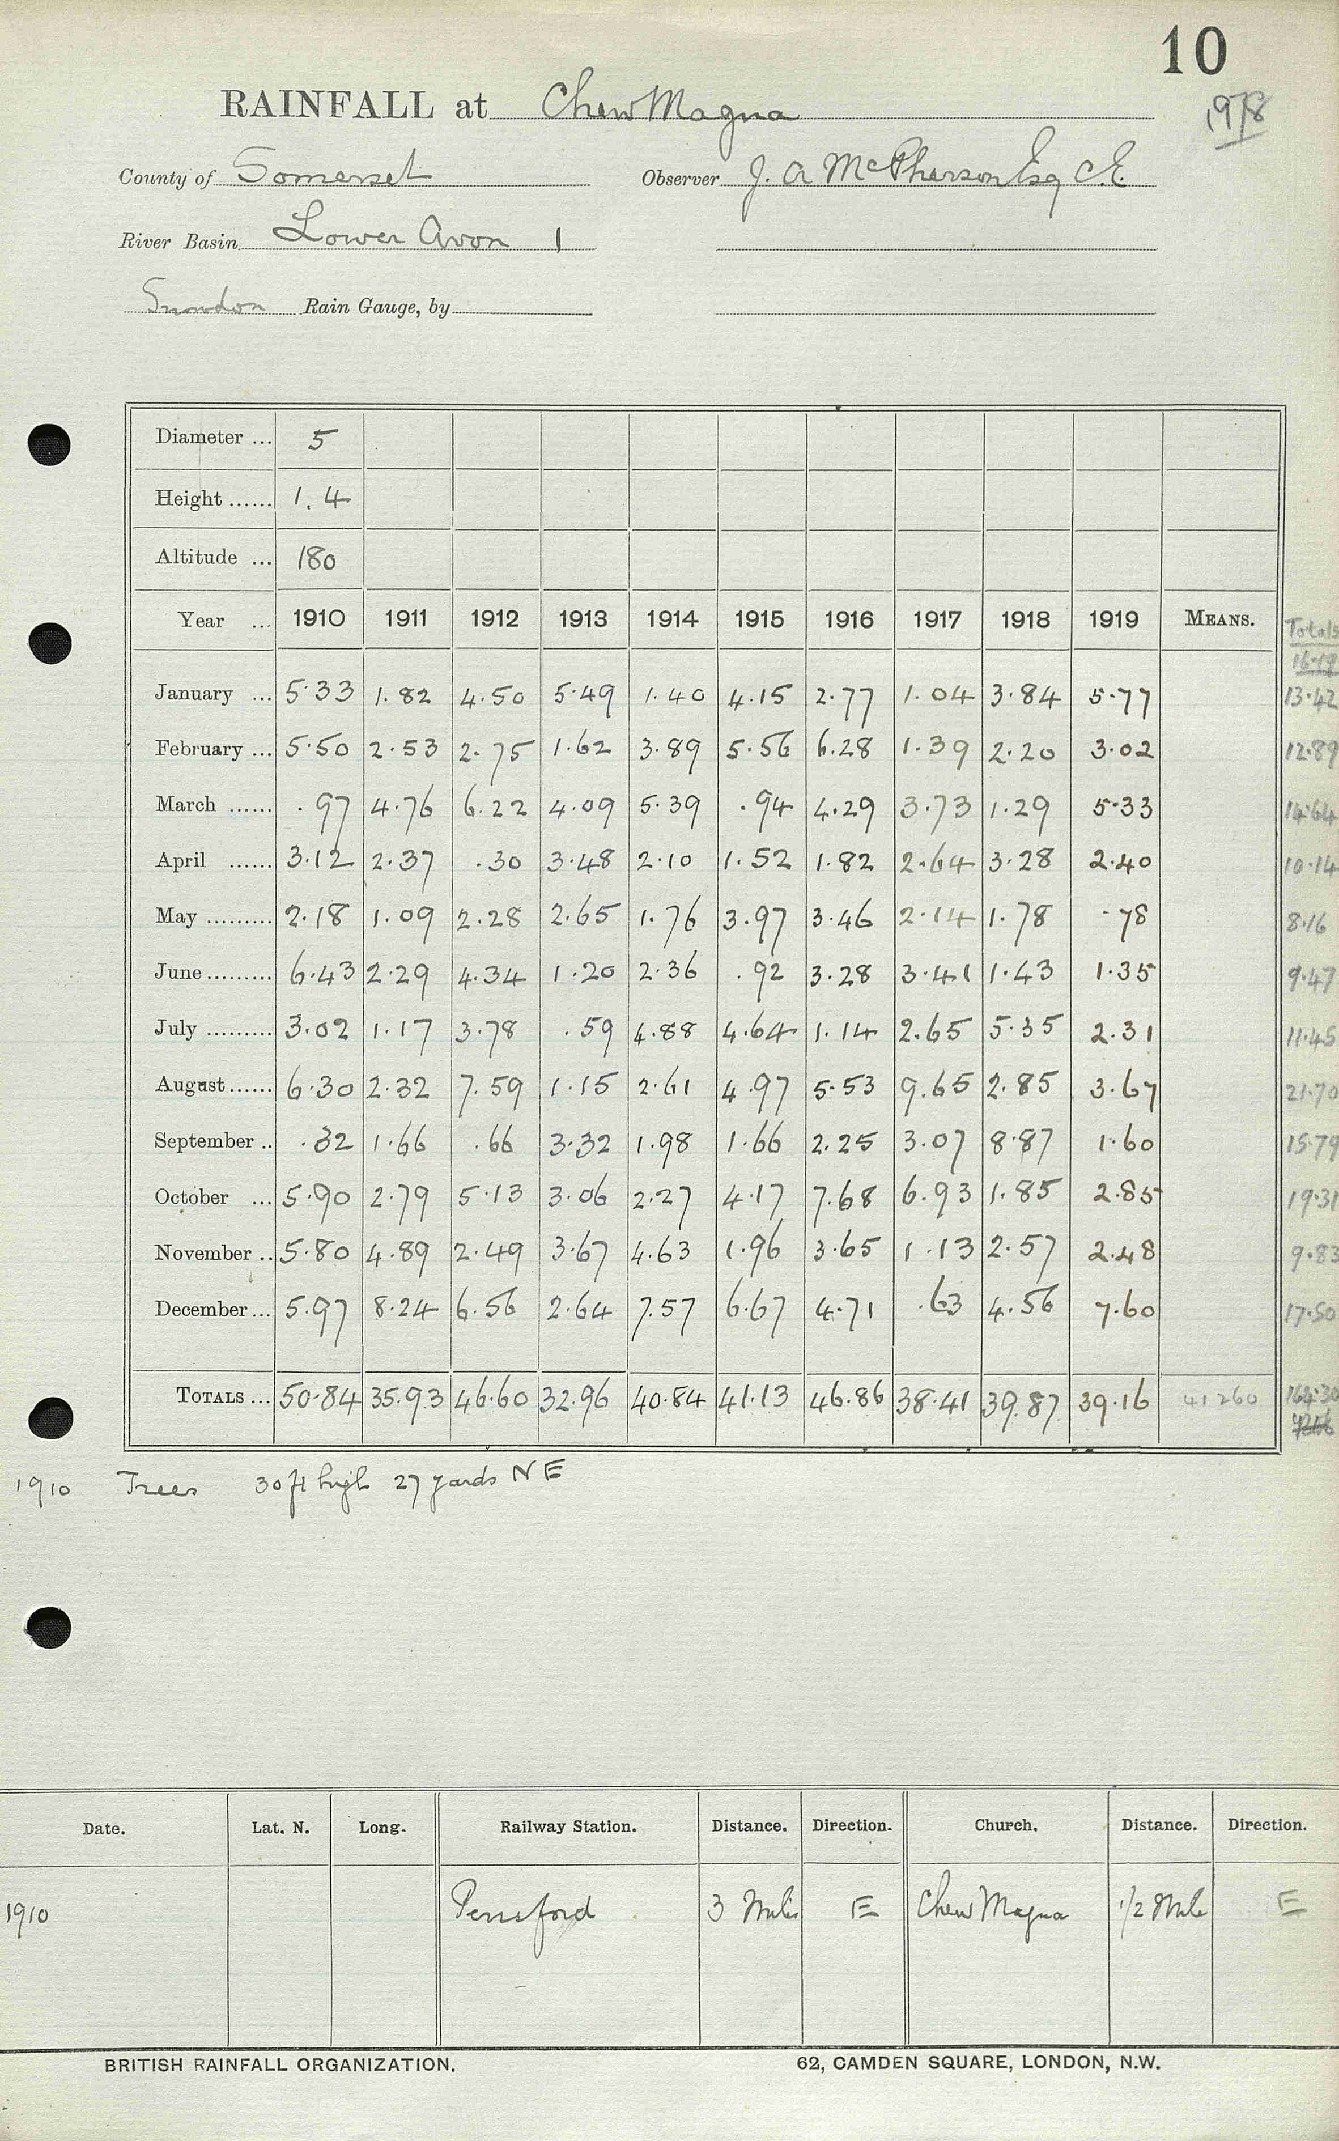 10
RAINFALL at Chew Magna
1978
County of Somerset Observer J. A McPherson Esq C.E.
River Basin Lower Avon 1
Snowdon Rain Gauge, by
Diameter ... 5
Height ...... 1.4
Altitude ... 180
Year ... 1910 1911 1912 1913 1914 1915 1916 1917 1918 1919 MEANS. Totals
16-19
January ... 5.33 1.82 4.50 5.49 1.40 4.15 2.77 1.04 3.84 5.77 13.42
February ... 5.50 2.53 2.75 1.62 3.89 5.56 6.28 1.39 2.20 3.02 12.89
March ...... .97 4.76 6.22 4.09 5.39 .94 4.29 3.73 1.29 5.33 14.64
April ...... 3.12 2.37 .30 3.48 2.10 1.52 1.82 2.64 3.28 2.40 10.14
May ......... 2.18 1.09 2.28 2.65 1.76 3.97 3.46 2.14 1.78 .78 8.16
June ......... 6.43 2.29 4.34 1.20 2.36 .92 3.28 3.41 1.43 1.35 9.47
July ......... 3.02 1.17 3.78 .59 4.88 4.64 1.14 2.65 5.35 2.31 11.45
August ...... 6.30 2.32 7.59 1.15 2.61 4.97 5.53 9.65 2.85 3.67 21.70
September .. .32 1.66 .66 3.32 1.98 1.66 2.25 3.07 8.87 1.60 15.79
October ... 5.90 2.79 5.13 3.06 2.27 4.17 7.68 6.93 1.85 2.85 19.31
November .. 5.80 4.89 2.49 3.67 4.63 1.96 3.65 1.13 2.57 2.48 9.83
December ... 5.97 8.24 6.56 2.64 7.57 6.67 4.71 .63 4.56 7.60 17.50
TOTALS ... 50.84 35.93 46.60 32.96 40.84 41.13 46.86 38.41 39.87 39.16 41260 164.30
1910 Trees 30 ft high 27 yards N E
Date. Lat. N. Long. Railway Station. Distance. Direction. Church. Distance. Direction.
1910 Pensford 3 Miles E Chew Magna 1/2 Mile E
BRITISH RAINFALL ORGANIZATION. 62, CAMDEN SQUARE, LONDON, N.W.